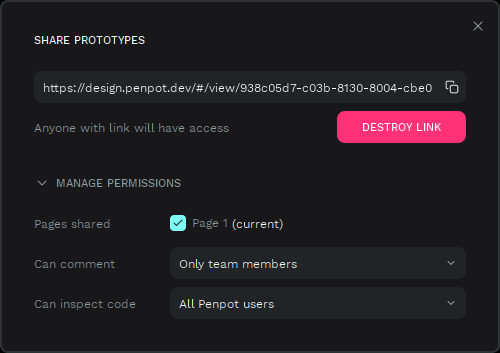 SHARE PROTOTYPES
https://design.penpot.dev/#/view/938c05d7-c03b-8130-8004-cbe0
Anyone with link will have access
DESTROY LINK
MANAGE PERMISSIONS
Pages shared
Page 1 (current)
Can comment
Only team members
Can inspect code
All Penpot users